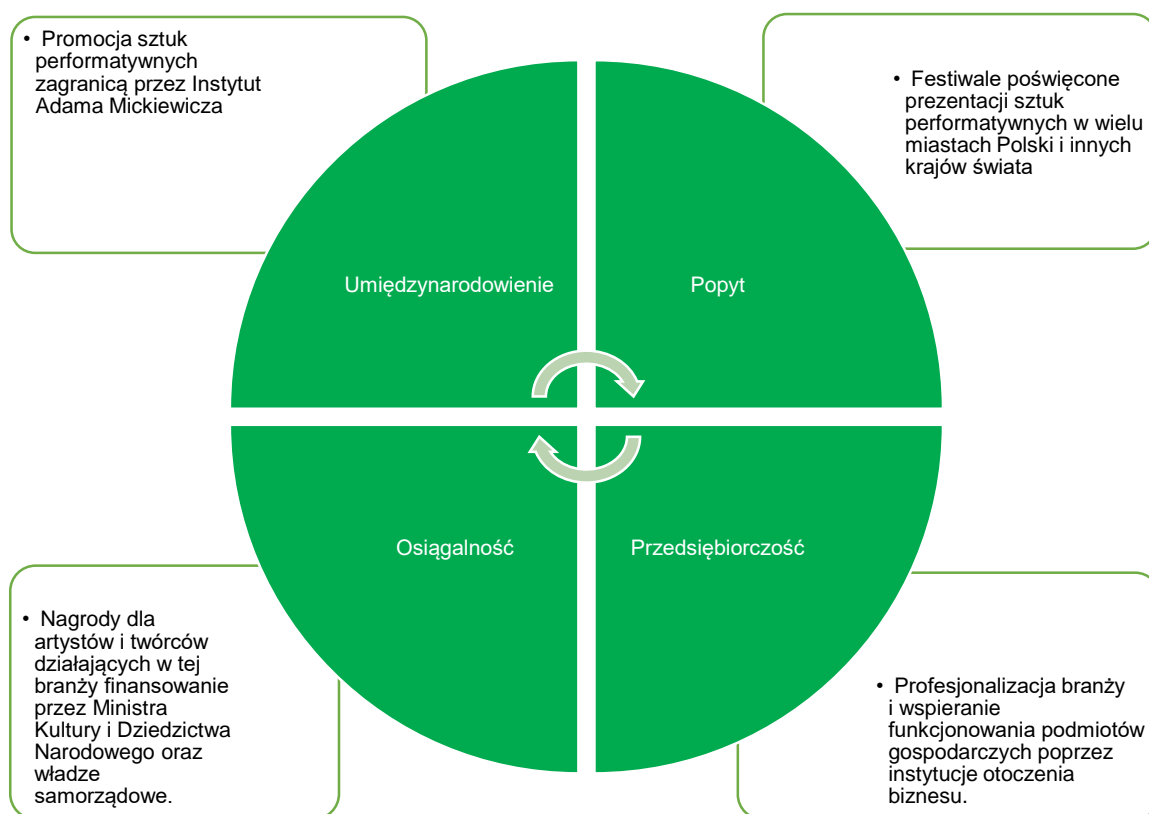 • Promocja sztuk
performatywnych
zagranicą przez Instytut
Adama Mickiewicza
• Festiwale poświęcone
prezentacji sztuk
performatywnych w wielu
miastach Polski i innych
krajów świata
Umiędzynarodowienie
Popyt
Osiągalność
Przedsiębiorczość
• Nagrody dla
artystów i twórców
działających w tej
branży finansowanie
przez Ministra
Kultury i Dziedzictwa
Narodowego oraz
władze
samorządowe.
• Profesjonalizacja branży
i wspieranie
funkcjonowania podmiotów
gospodarczych poprzez
instytucje otoczenia
biznesu.